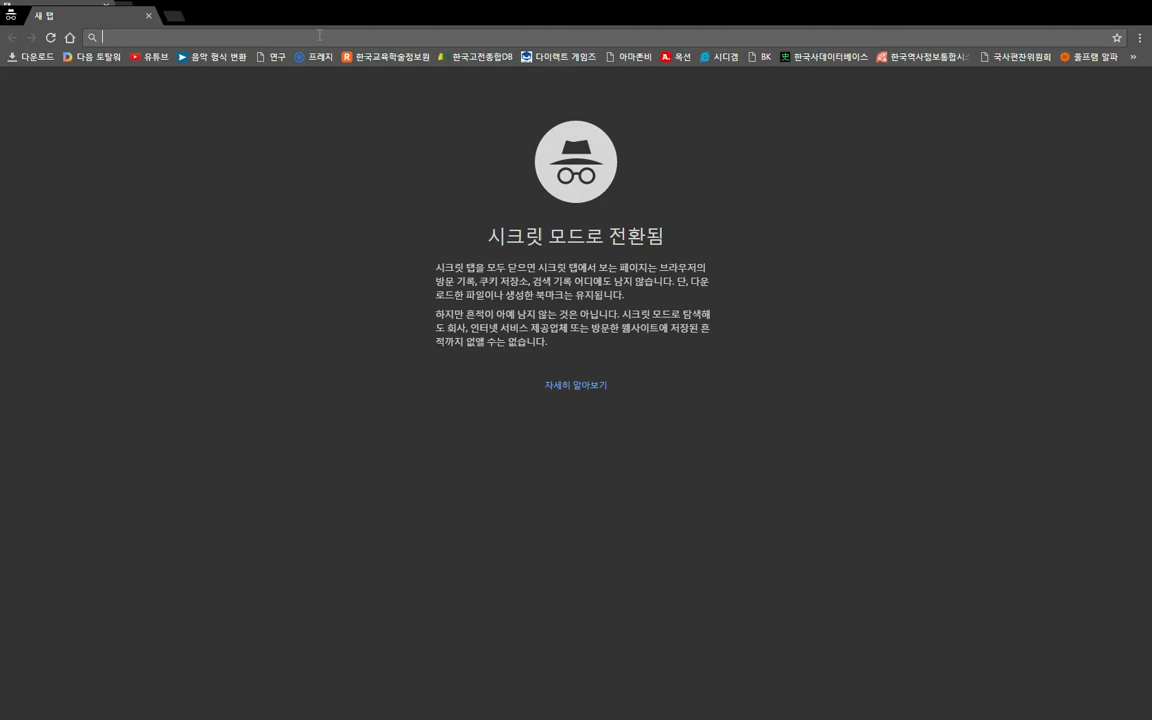 새 탭
다운로드 다음 토탈워 유튜브 음악 형식 변환 연구 프레지 한국교육학술정보원 한국고전종합DB 다이렉트 게임즈 아마존비 옥션 시디겜 BK 한국사데이터베이스 한국역사정보통합시스 국사편찬위원회 울프램 알파 »
시크릿 모드로 전환됨
시크릿 탭을 모두 닫으면 시크릿 탭에서 보는 페이지는 브라우저의
방문 기록, 쿠키 저장소, 검색 기록 어디에도 남지 않습니다. 단, 다운
로드한 파일이나 생성한 북마크는 유지됩니다.
하지만 흔적이 아예 남지 않는 것은 아닙니다. 시크릿 모드로 탐색해
도 회사, 인터넷 서비스 제공업체 또는 방문한 웹사이트에 저장된 흔
적까지 없앨 수는 없습니다.
자세히 알아보기